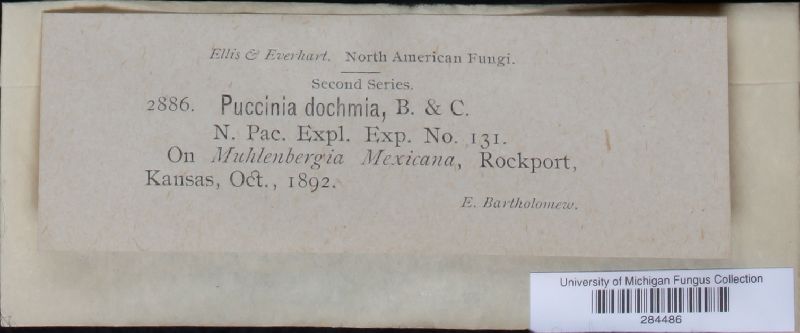 Ellis & Everhart. North American Fungi.
Second Series.
2886. Puccinia dochmia, B. & C.
N. Pac. Expl. Exp. No. 131.
On Muhlenbergia Mexicana, Rockport,
Kansas, Oct., 1892.
E. Bartholomew.
University of Michigan Fungus Collection
284486